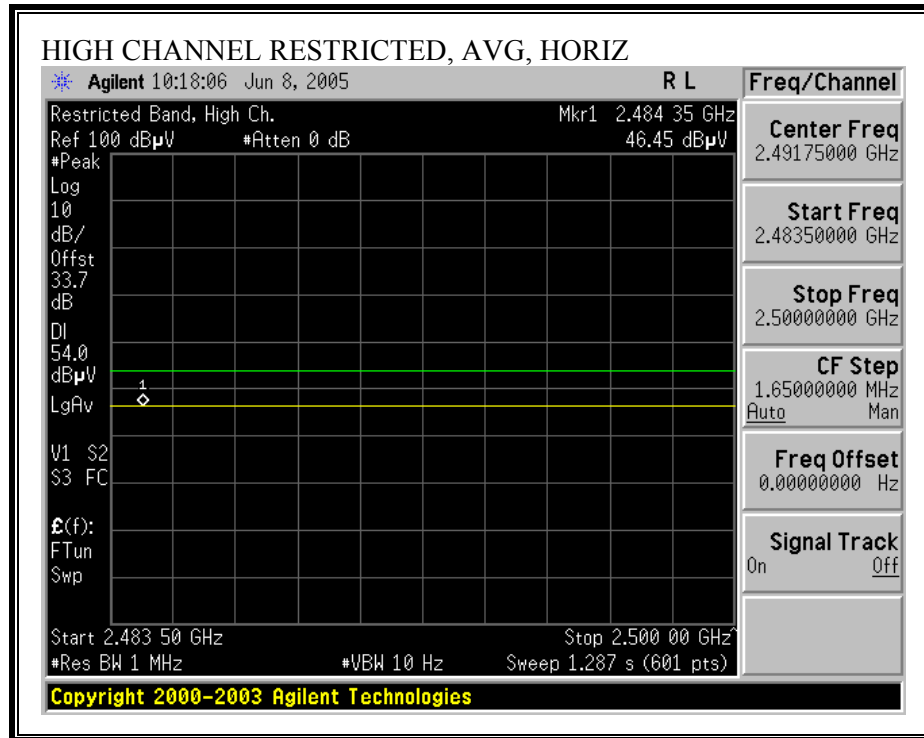 HIGH CHANNEL RESTRICTED, AVG, HORIZ
Agilent 10:18:06 Jun 8, 2005 R L
Freq/Channel
Restricted Band, High Ch. Mkr1 2.484 35 GHz
Ref 100 dBµV #Atten 0 dB 46.45 dBµV
#Peak
Log
10
dB/
Offst
33.7
dB
DI
54.0
dBµV
LgAv
V1 S2
S3 FC
£(f):
FTun
Swp
1
Start 2.483 50 GHz Stop 2.500 00 GHz^
#Res BW 1 MHz #VBW 10 Hz Sweep 1.287 s (601 pts)
Center Freq
2.49175000 GHz
Start Freq
2.48350000 GHz
Stop Freq
2.50000000 GHz
CF Step
1.65000000 MHz
Auto Man
Freq Offset
0.00000000 Hz
Signal Track
On Off
Copyright 2000-2003 Agilent Technologies